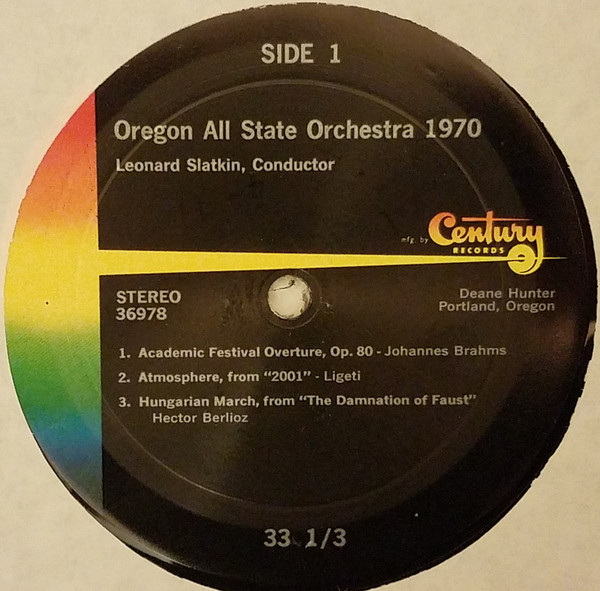 SIDE 1
Oregon All State Orchestra 1970
Leonard Slatkin, Conductor
mfg. by Century
RECORDS
STEREO
36978
Deane Hunter
Portland, Oregon
1. Academic Festival Overture, Op. 80 - Johannes Brahms
2. Atmosphere, from “2001” - Ligeti
3. Hungarian March, from “The Damnation of Faust”
Hector Berlioz
33 1/3